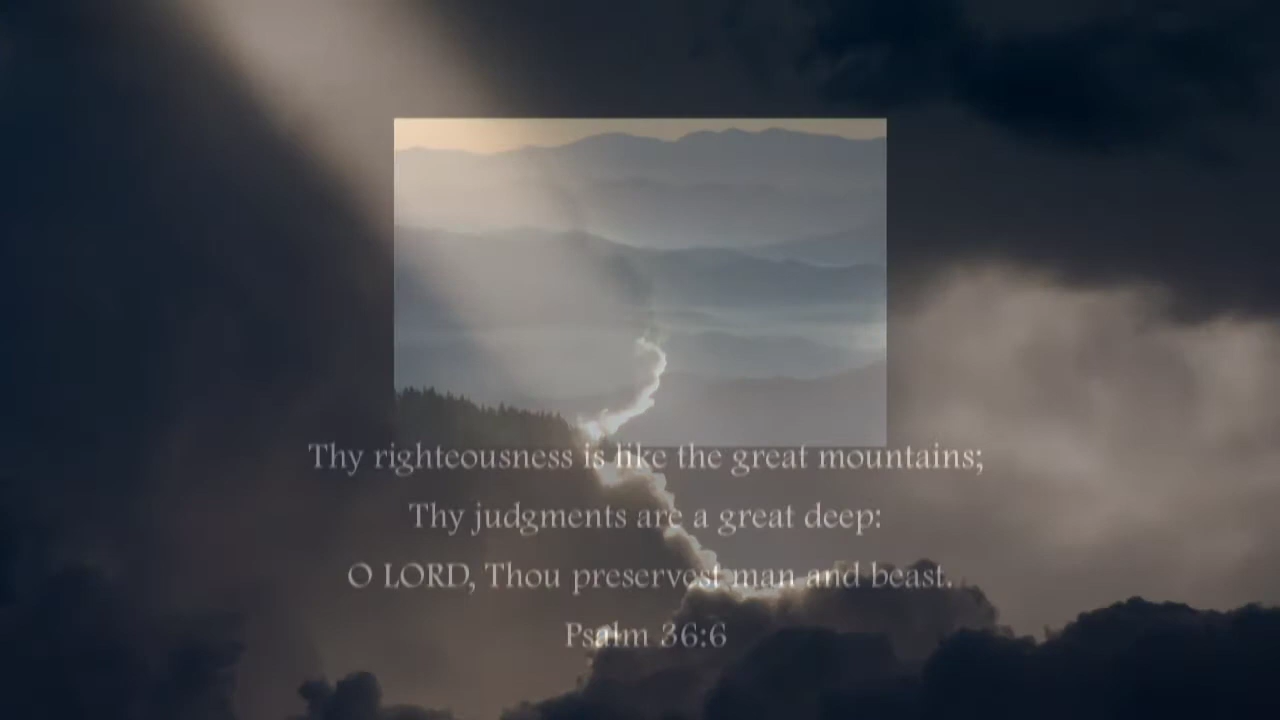 Thy righteousness is like the great mountains;
Thy judgments are a great deep:
O LORD, Thou preservest man and beast.
Psalm 36:6